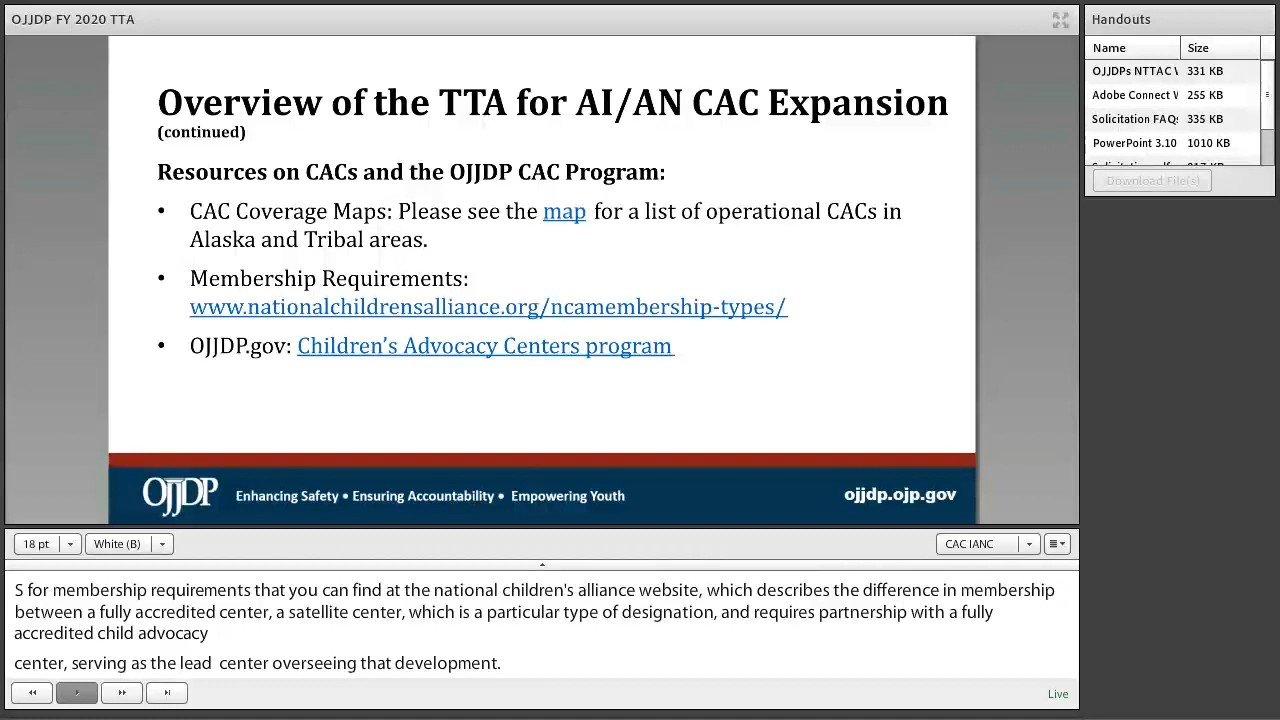 OJJDP FY 2020 TTA
Overview of the TTA for AI/AN CAC Expansion
(continued)
Resources on CACs and the OJJDP CAC Program:
• CAC Coverage Maps: Please see the map for a list of operational CACs in
Alaska and Tribal areas.
• Membership Requirements:
www.nationalchildrensalliance.org/ncamembership-types/
• OJJDP.gov: Children's Advocacy Centers program
OJJDP Enhancing Safety • Ensuring Accountability • Empowering Youth ojjdp.ojp.gov
18 pt White (B) CAC IANC
S for membership requirements that you can find at the national children's alliance website, which describes the difference in membership
between a fully accredited center, a satellite center, which is a particular type of designation, and requires partnership with a fully
accredited child advocacy
center, serving as the lead center overseeing that development.
Live
Handouts
Name Size
OJJDPs NTTAC 331 KB
Adobe Connect 255 KB
Solicitation FAQs 335 KB
PowerPoint 3.10 1010 KB
Download File(s)